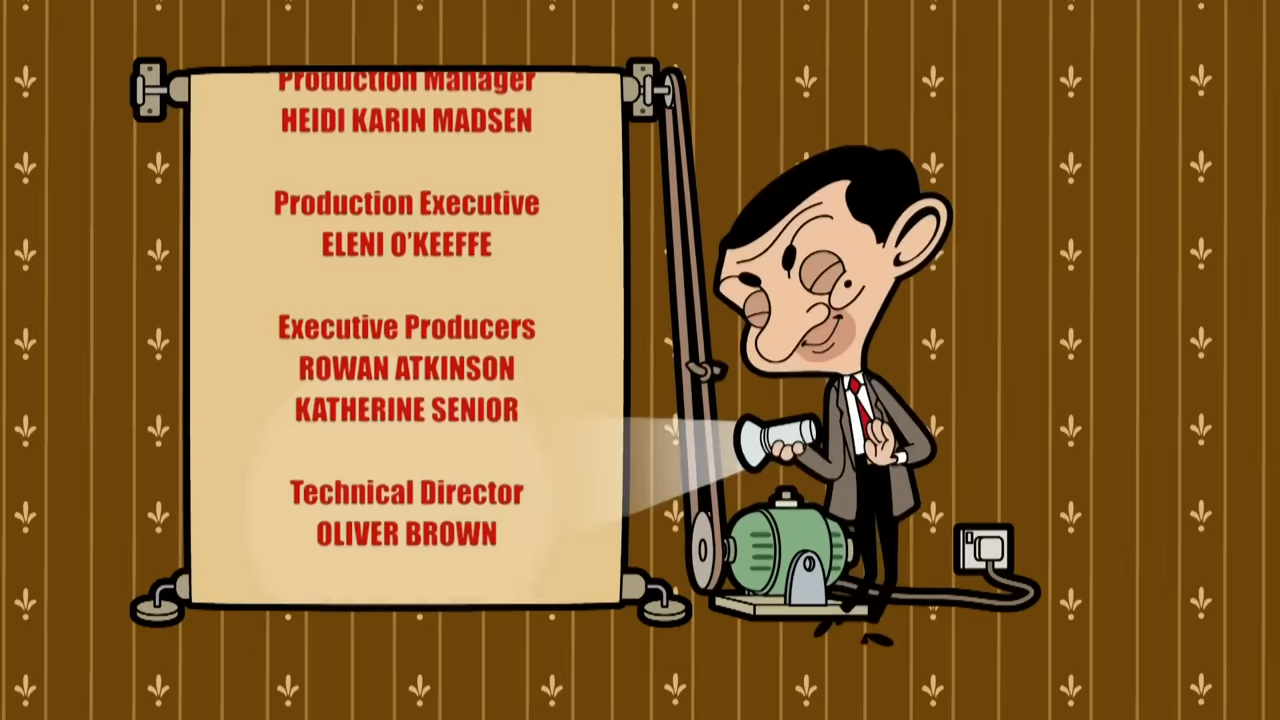 Production Manager
HEIDI KARIN MADSEN
Production Executive
ELENI O'KEEFFE
Executive Producers
ROWAN ATKINSON
KATHERINE SENIOR
Technical Director
OLIVER BROWN